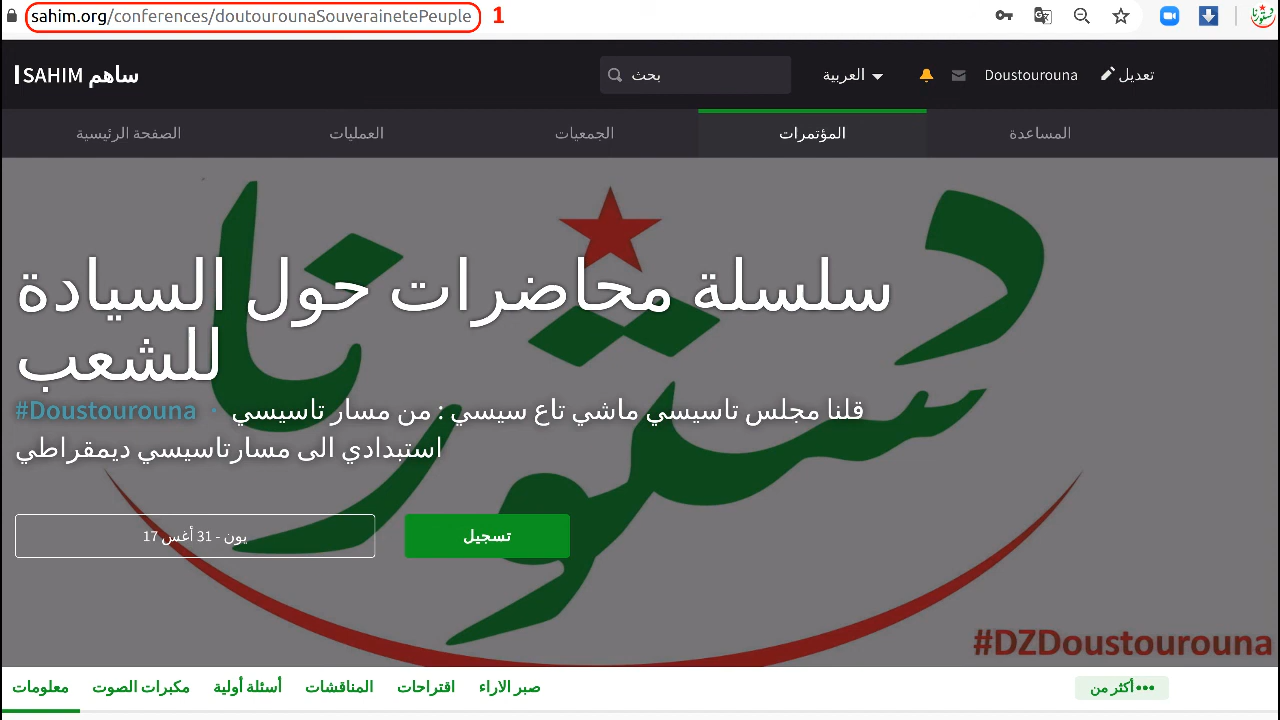 sahim.org/conferences/doutourounaSouverainetePeuple 1
SAHIM ساهم
بحث
العربية
Doustourouna
تعديل
الصفحة الرئيسية
العمليات
الجمعيات
المؤتمرات
المساعدة
دستورنا
سلسلة محاضرات حول السيادة
للشعب
#Doustourouna · قلنا مجلس تاسيسي ماشي تاع سيسي : من مسار تاسيسي
استبدادي الى مسارتاسيسي ديمقراطي
17 يون - 31 أغس
تسجيل
#DZDoustourouna
معلومات
مكبرات الصوت
أسئلة أولية
المناقشات
اقتراحات
صبر الاراء
أكثر من •••